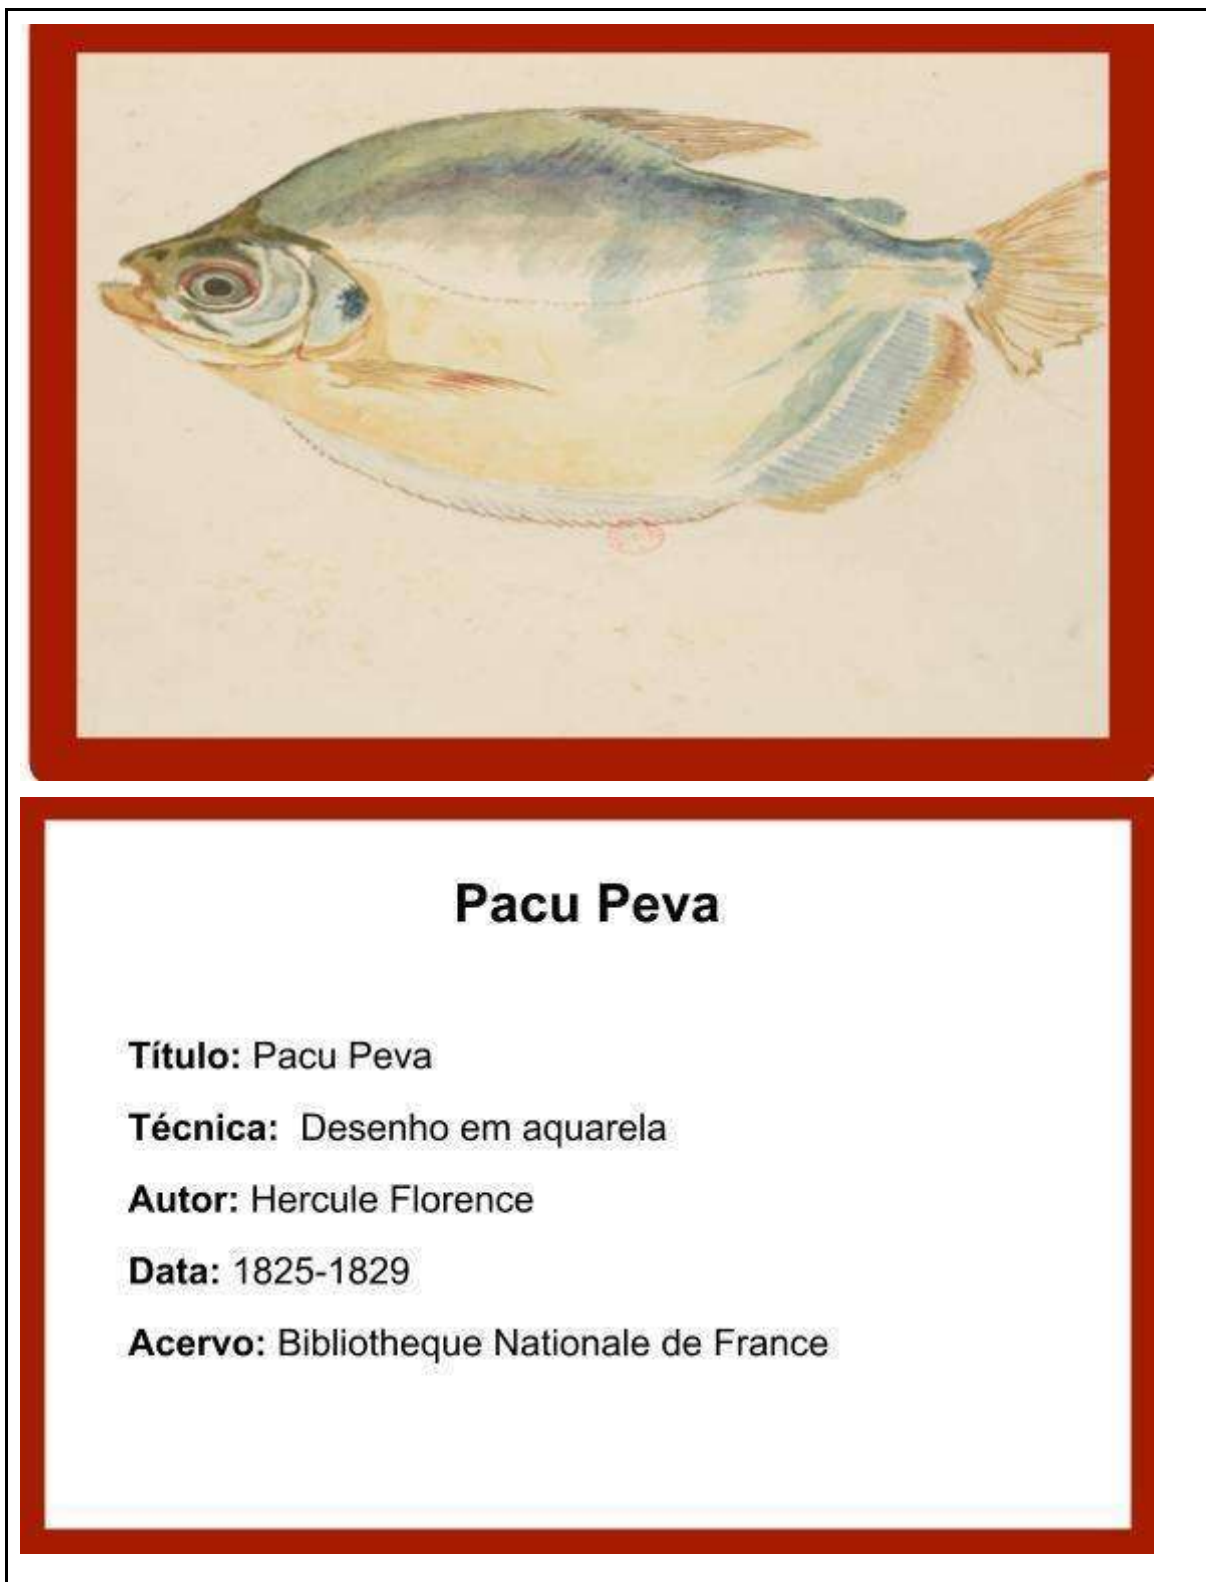 Pacu Peva
Título: Pacu Peva
Técnica: Desenho em aquarela
Autor: Hercule Florence
Data: 1825-1829
Acervo: Bibliotheque Nationale de France